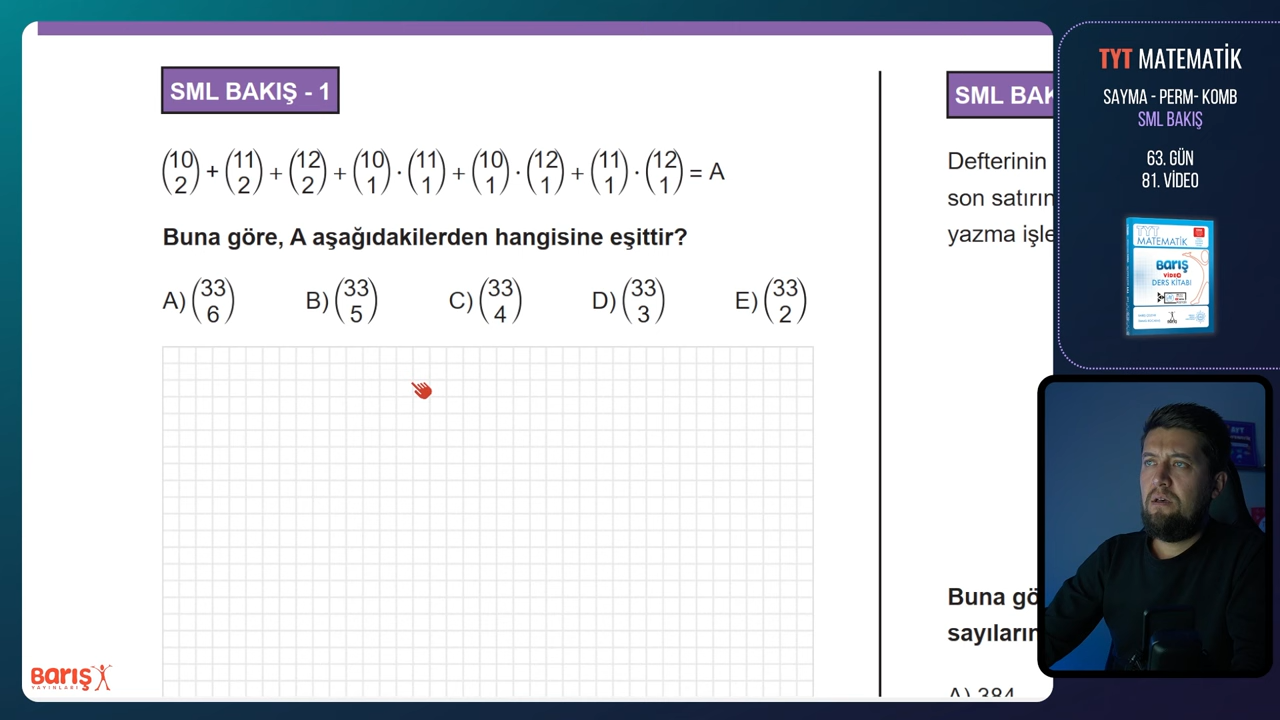 SML BAKIŞ - 1
(10 2) + (11 2) + (12 2) + (10 1) · (11 1) + (10 1) · (12 1) + (11 1) · (12 1) = A
Buna göre, A aşağıdakilerden hangisine eşittir?
A) (33 6) B) (33 5) C) (33 4) D) (33 3) E) (33 2)
SML BAK
Defterinin
son satırın
yazma işle
Buna gö
sayıların
A) 384
TYT MATEMATİK
SAYMA - PERM- KOMB
SML BAKIŞ
63. GÜN
81. VİDEO
TYT
MATEMATİK
BARIŞ
VİDEO
DERS KİTABI
BARIŞ
YAYINLARI